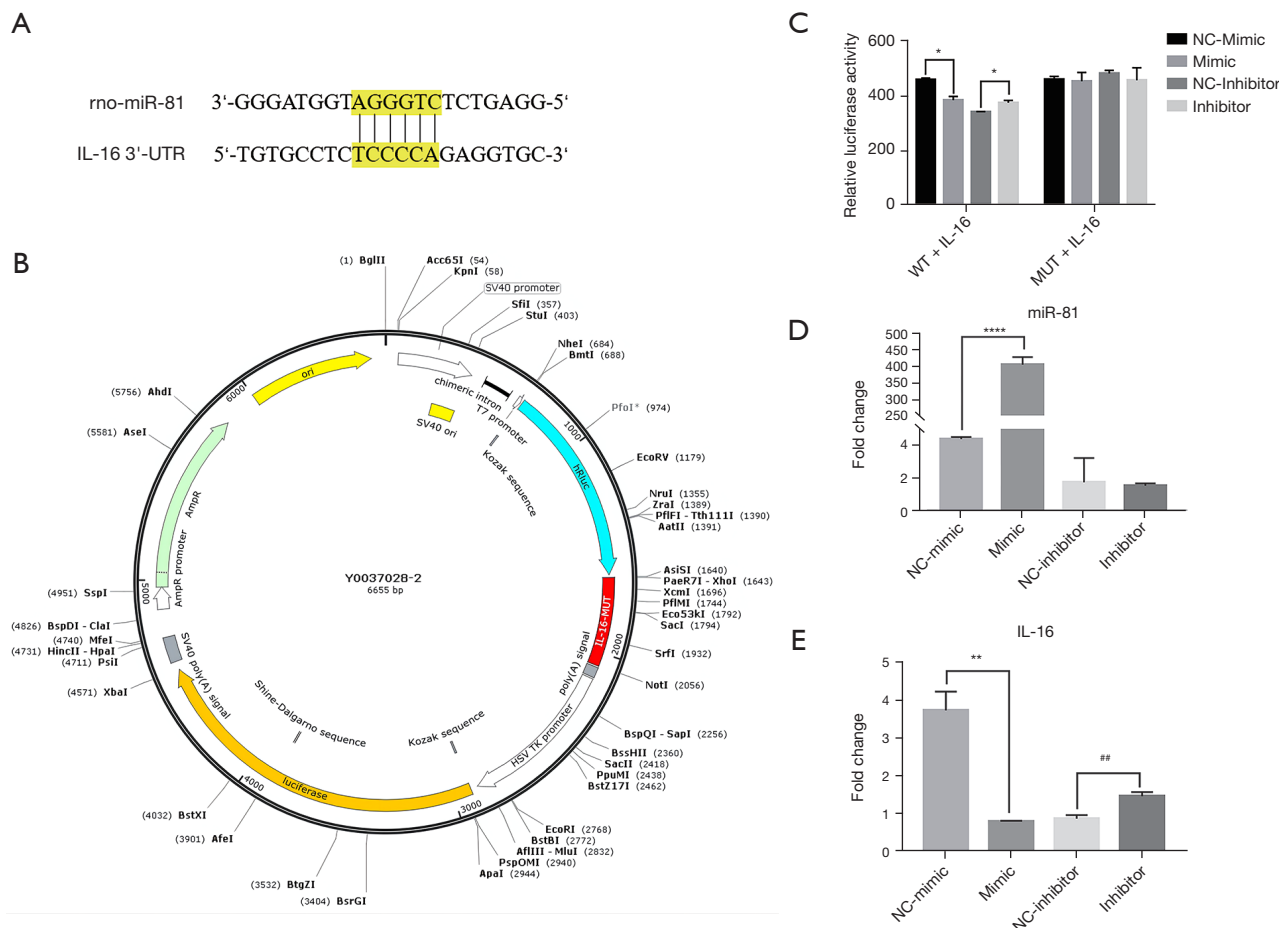 A
rno-miR-81 3'-GGGATGGTAGGGTCTCTGAGG-5'
IL-16 3'-UTR 5'-TGTGCCTCTCCCCAGAGGTGC-3'
B
(1) BglII
Acc65I (54)
KpnI (58)
SV40 promoter
SfiI (357)
StuI (403)
NheI (684)
BmtI (688)
PfoI* (974)
EcoRV (1179)
NruI (1355)
ZraI (1389)
PflFI - Tth111I (1390)
AatII (1391)
AsiSI (1640)
PaeR7I - XhoI (1643)
XcmI (1696)
PflMI (1744)
Eco53kI (1792)
SacI (1794)
SrfI (1932)
NotI (2056)
BspQI - SapI (2256)
BssHII (2360)
SacII (2418)
PpuMI (2438)
BstZ17I (2462)
EcoRI (2768)
BstBI (2772)
AflIII - MluI (2832)
PspOMI (2940)
ApaI (2944)
(3404) BsrGI
(3532) BtgZI
(3901) AfeI
(4032) BstXI
(4571) XbaI
(4711) PsiI
(4731) HincII - HpaI
(4740) MfeI
(4826) BspDI - ClaI
(4951) SspI
(5581) AseI
(5756) AhdI
ori
chimeric intron
T7 promoter
SV40 ori
Kozak sequence
hRluc
IL-16-MUT
poly(A) signal
HSV TK promoter
Kozak sequence
Shine-Dalgarno sequence
luciferase
SV40 poly(A) signal
AmpR promoter
AmpR
1000
2000
3000
4000
5000
6000
Y003702B-2
6655 bp
C
Relative luciferase activity
600
400
200
0
*
*
WT + IL-16
MUT + IL-16
NC-Mimic
Mimic
NC-Inhibitor
Inhibitor
D
miR-81
Fold change
500
450
400
350
300
250
4
2
0
****
NC-mimic
Mimic
NC-inhibitor
Inhibitor
E
IL-16
Fold change
5
4
3
2
1
0
**
##
NC-mimic
Mimic
NC-inhibitor
Inhibitor